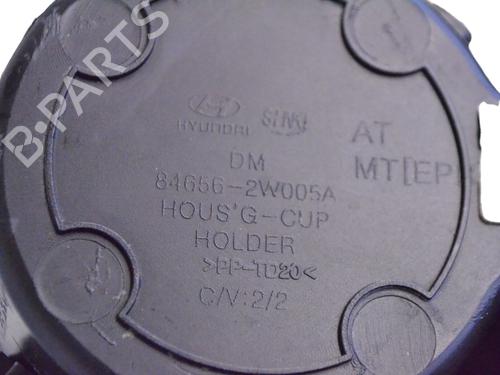 B·PARTS
HYUNDAI
AT
MT[EP
DM
84656-2W005A
HOUS'G-CUP
HOLDER
>PP-TD20<
C/V:2/2